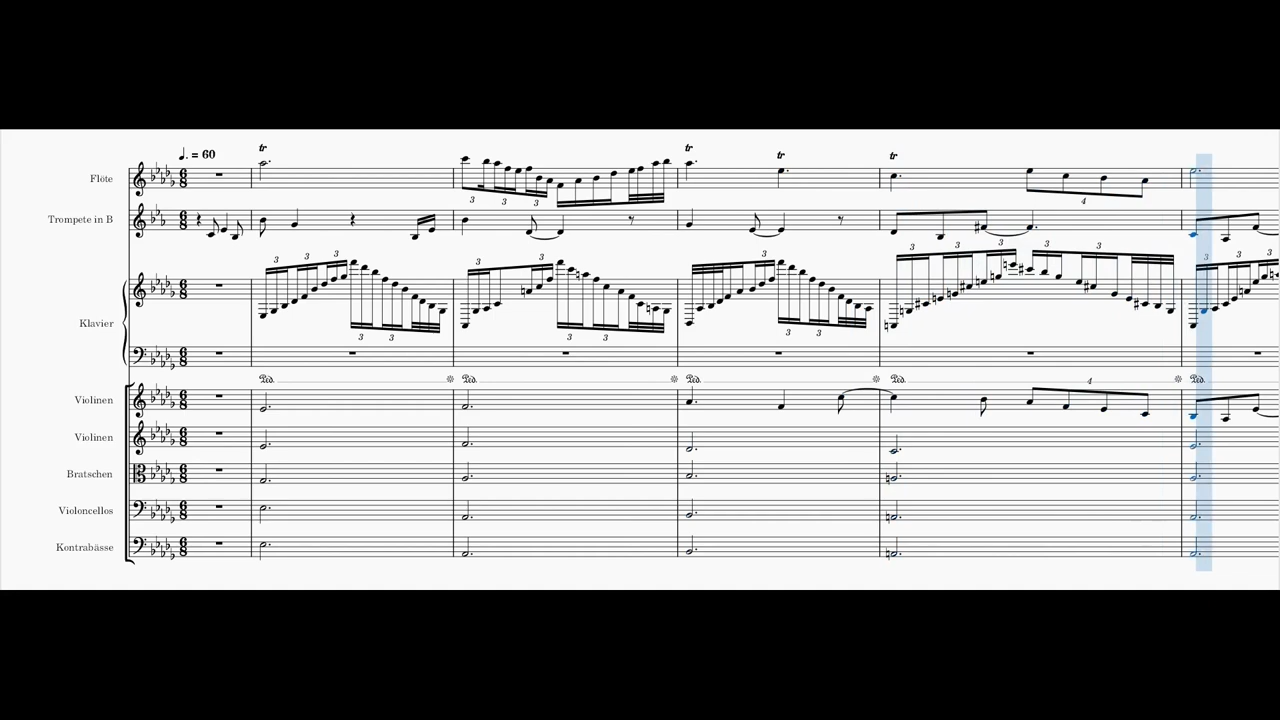 ♩. = 60
Flöte
Trompete in B
Klavier
Violinen
Violinen
Bratschen
Violoncellos
Kontrabässe